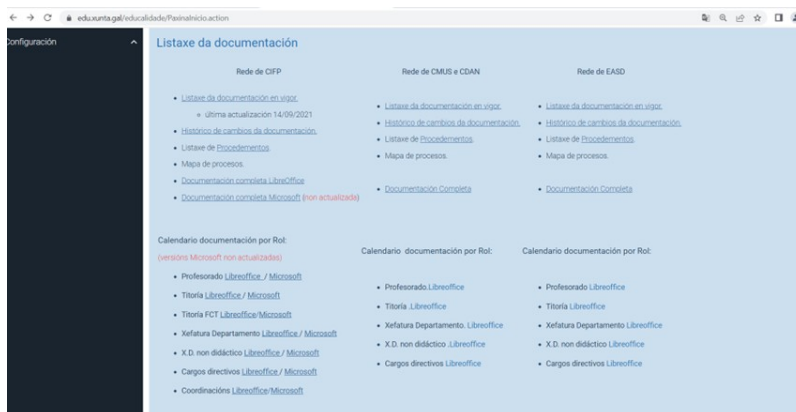 edu.xunta.gal/educalidade/PaxinaInicio.action
Configuración
Listaxe da documentación
Rede de CIFP
Listaxe da documentación en vigor.
última actualización 14/09/2021
Histórico de cambios da documentación.
Listaxe de Procedementos.
Mapa de procesos.
Documentación completa LibreOffice
Documentación completa Microsoft (non actualizada)
Rede de CMUS e CDAN
Listaxe da documentación en vigor.
Histórico de cambios da documentación.
Listaxe de Procedementos.
Mapa de procesos.
Documentación Completa
Rede de EASD
Listaxe da documentación en vigor.
Histórico de cambios da documentación.
Listaxe de Procedementos.
Mapa de procesos.
Documentación Completa
Calendario documentación por Rol:
(versións Microsoft non actualizadas)
Profesorado Libreoffice / Microsoft
Titoría Libreoffice / Microsoft
Titoría FCT Libreoffice/Microsoft
Xefatura Departamento Libreoffice / Microsoft
X.D. non didáctico Libreoffice / Microsoft
Cargos directivos Libreoffice / Microsoft
Coordinacións Libreoffice/Microsoft
Calendario documentación por Rol:
Profesorado.Libreoffice
Titoría .Libreoffice
Xefatura Departamento. Libreoffice
X.D. non didáctico .Libreoffice
Cargos directivos Libreoffice
Calendario documentación por Rol:
Profesorado Libreoffice
Titoría Libreoffice
Xefatura Departamento Libreoffice
X.D. non didáctico Libreoffice
Cargos directivos Libreoffice